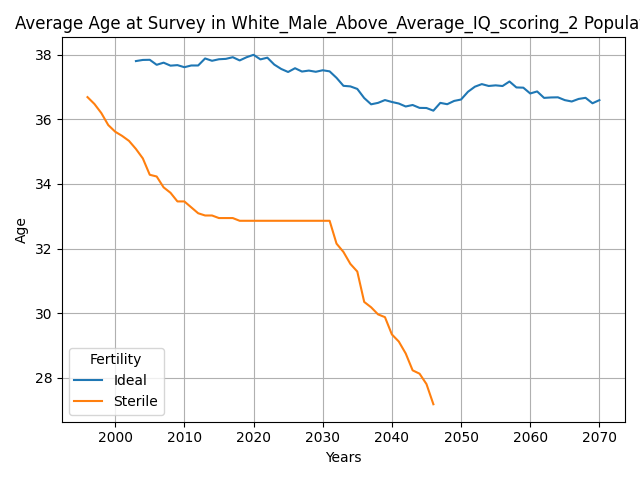 Average Age at Survey in White_Male_Above_Average_IQ_scoring_2 Popula
38
36
34
32
30
28
Age
Fertility
Ideal
Sterile
2000 2010 2020 2030 2040 2050 2060 2070
Years